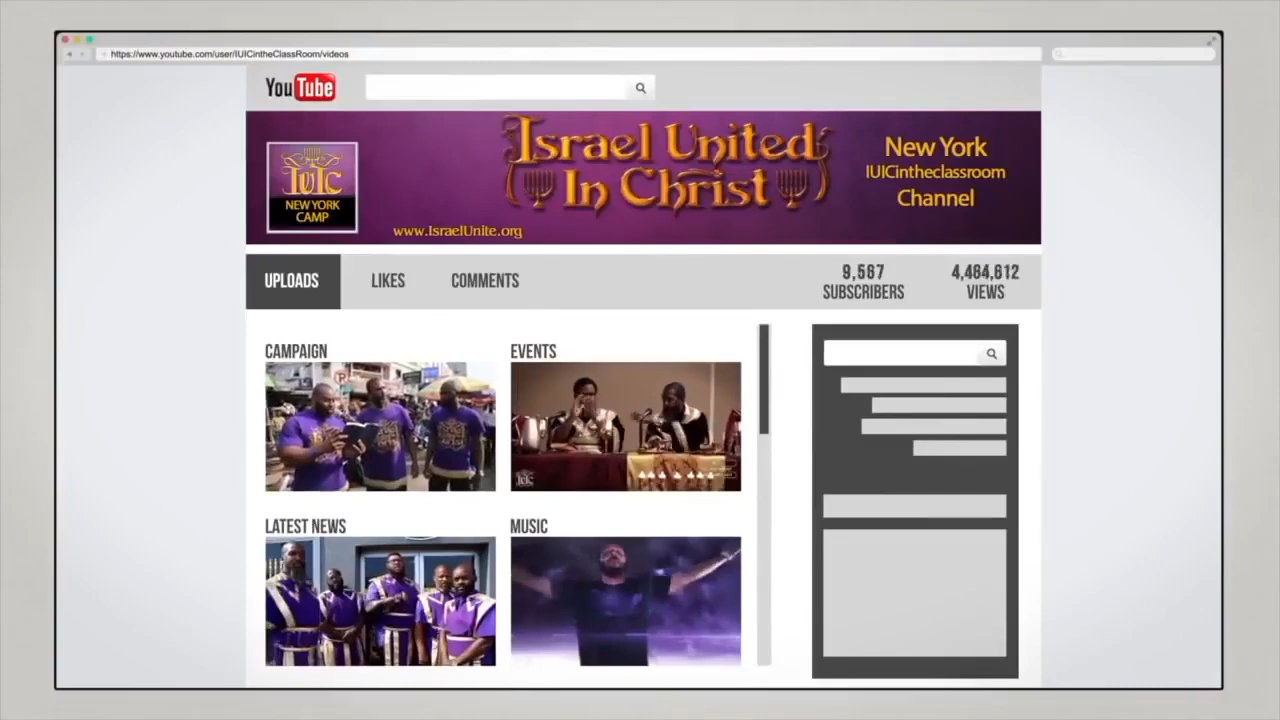 https://www.youtube.com/user/IUICintheClassRoom/videos
YouTube
Israel United
In Christ
New York
IUICintheclassroom
Channel
IUIC
NEW YORK
CAMP
www.IsraelUnite.org
UPLOADS
LIKES
COMMENTS
9,567
SUBSCRIBERS
4,464,612
VIEWS
CAMPAIGN
EVENTS
IUIC
LATEST NEWS
MUSIC